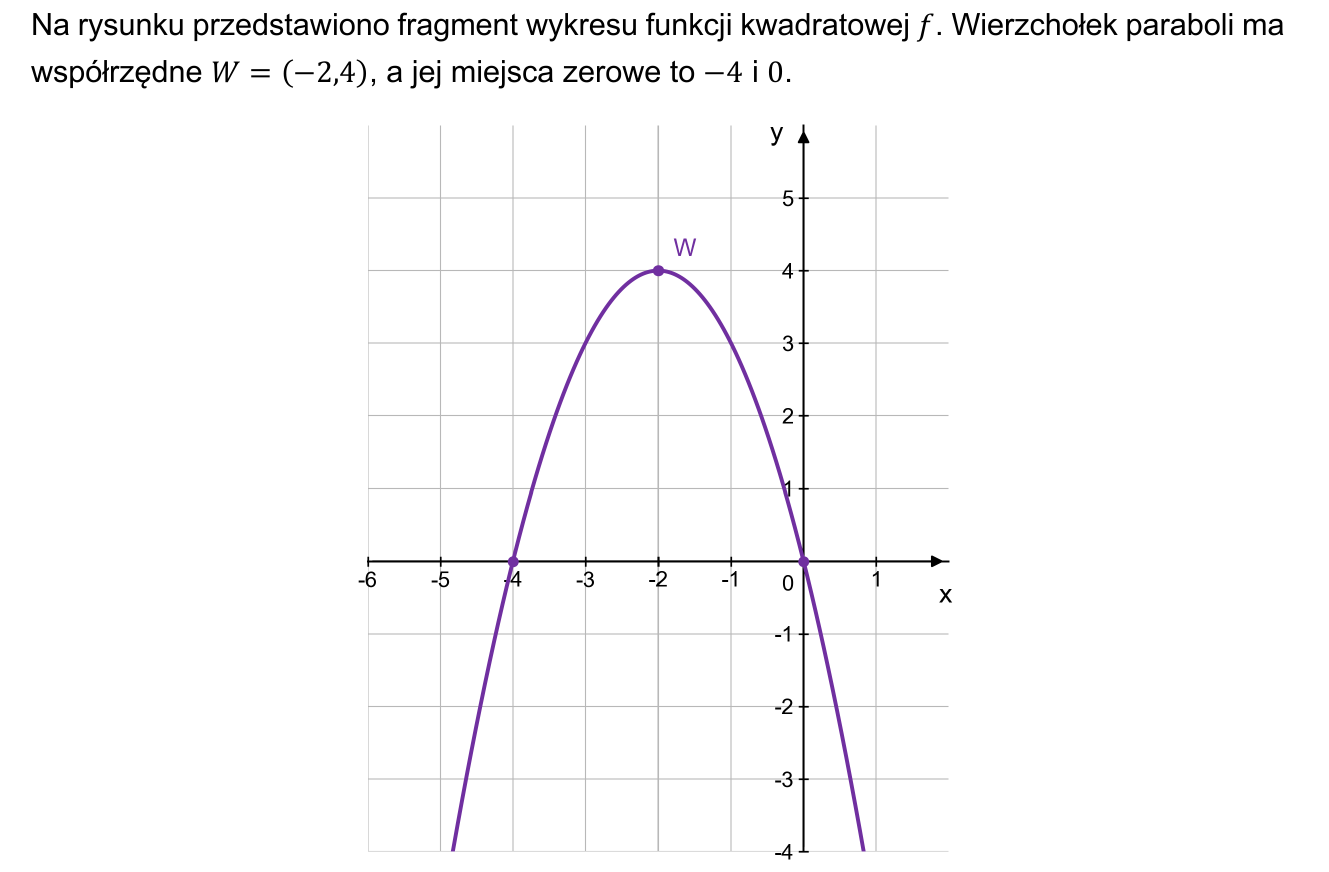 Na rysunku przedstawiono fragment wykresu funkcji kwadratowej f. Wierzchołek paraboli ma
współrzędne W = (−2,4), a jej miejsca zerowe to −4 i 0.
y
5
W
4
3
2
1
-6 -5 -4 -3 -2 -1 0 1
x
-1
-2
-3
-4